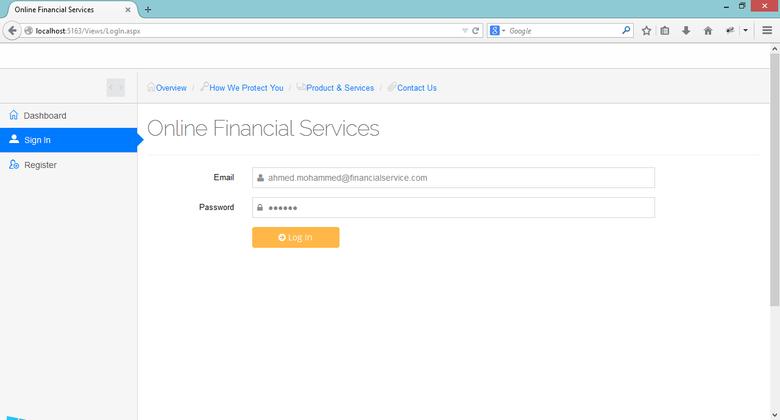 Online Financial Services
localhost:5163/Views/LogIn.aspx
Google
Overview / How We Protect You / Product & Services / Contact Us
Dashboard
Sign In
Register
Online Financial Services
Email
ahmed.mohammed@financialservice.com
Password
••••••
Log In